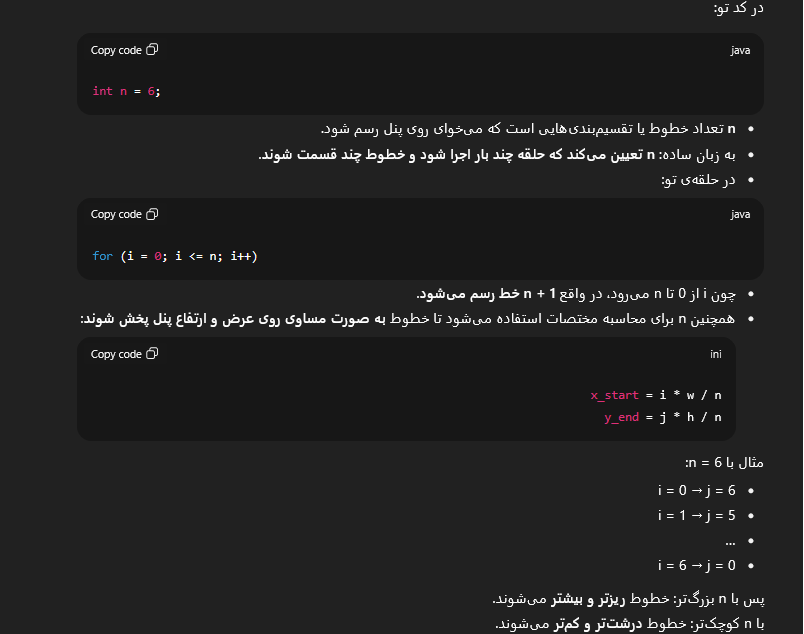 در کد تو:
Copy code
java
int n = 6;
n تعداد خطوط یا تقسیم‌بندی‌هایی است که می‌خوای روی پنل رسم شود.
به زبان ساده: n تعیین می‌کند که حلقه چند بار اجرا شود و خطوط چند قسمت شوند.
در حلقه‌ی تو:
Copy code
java
for (i = 0; i <= n; i++)
چون i از 0 تا n می‌رود، در واقع n + 1 خط رسم می‌شود.
همچنین n برای محاسبه مختصات استفاده می‌شود تا خطوط به صورت مساوی روی عرض و ارتفاع پنل پخش شوند:
Copy code
ini
x_start = i * w / n
y_end = j * h / n
مثال با n = 6:
i = 0 → j = 6
i = 1 → j = 5
...
i = 6 → j = 0
پس با n بزرگ‌تر: خطوط ریزتر و بیشتر می‌شوند.
با n کوچک‌تر: خطوط درشت‌تر و کم‌تر می‌شوند.